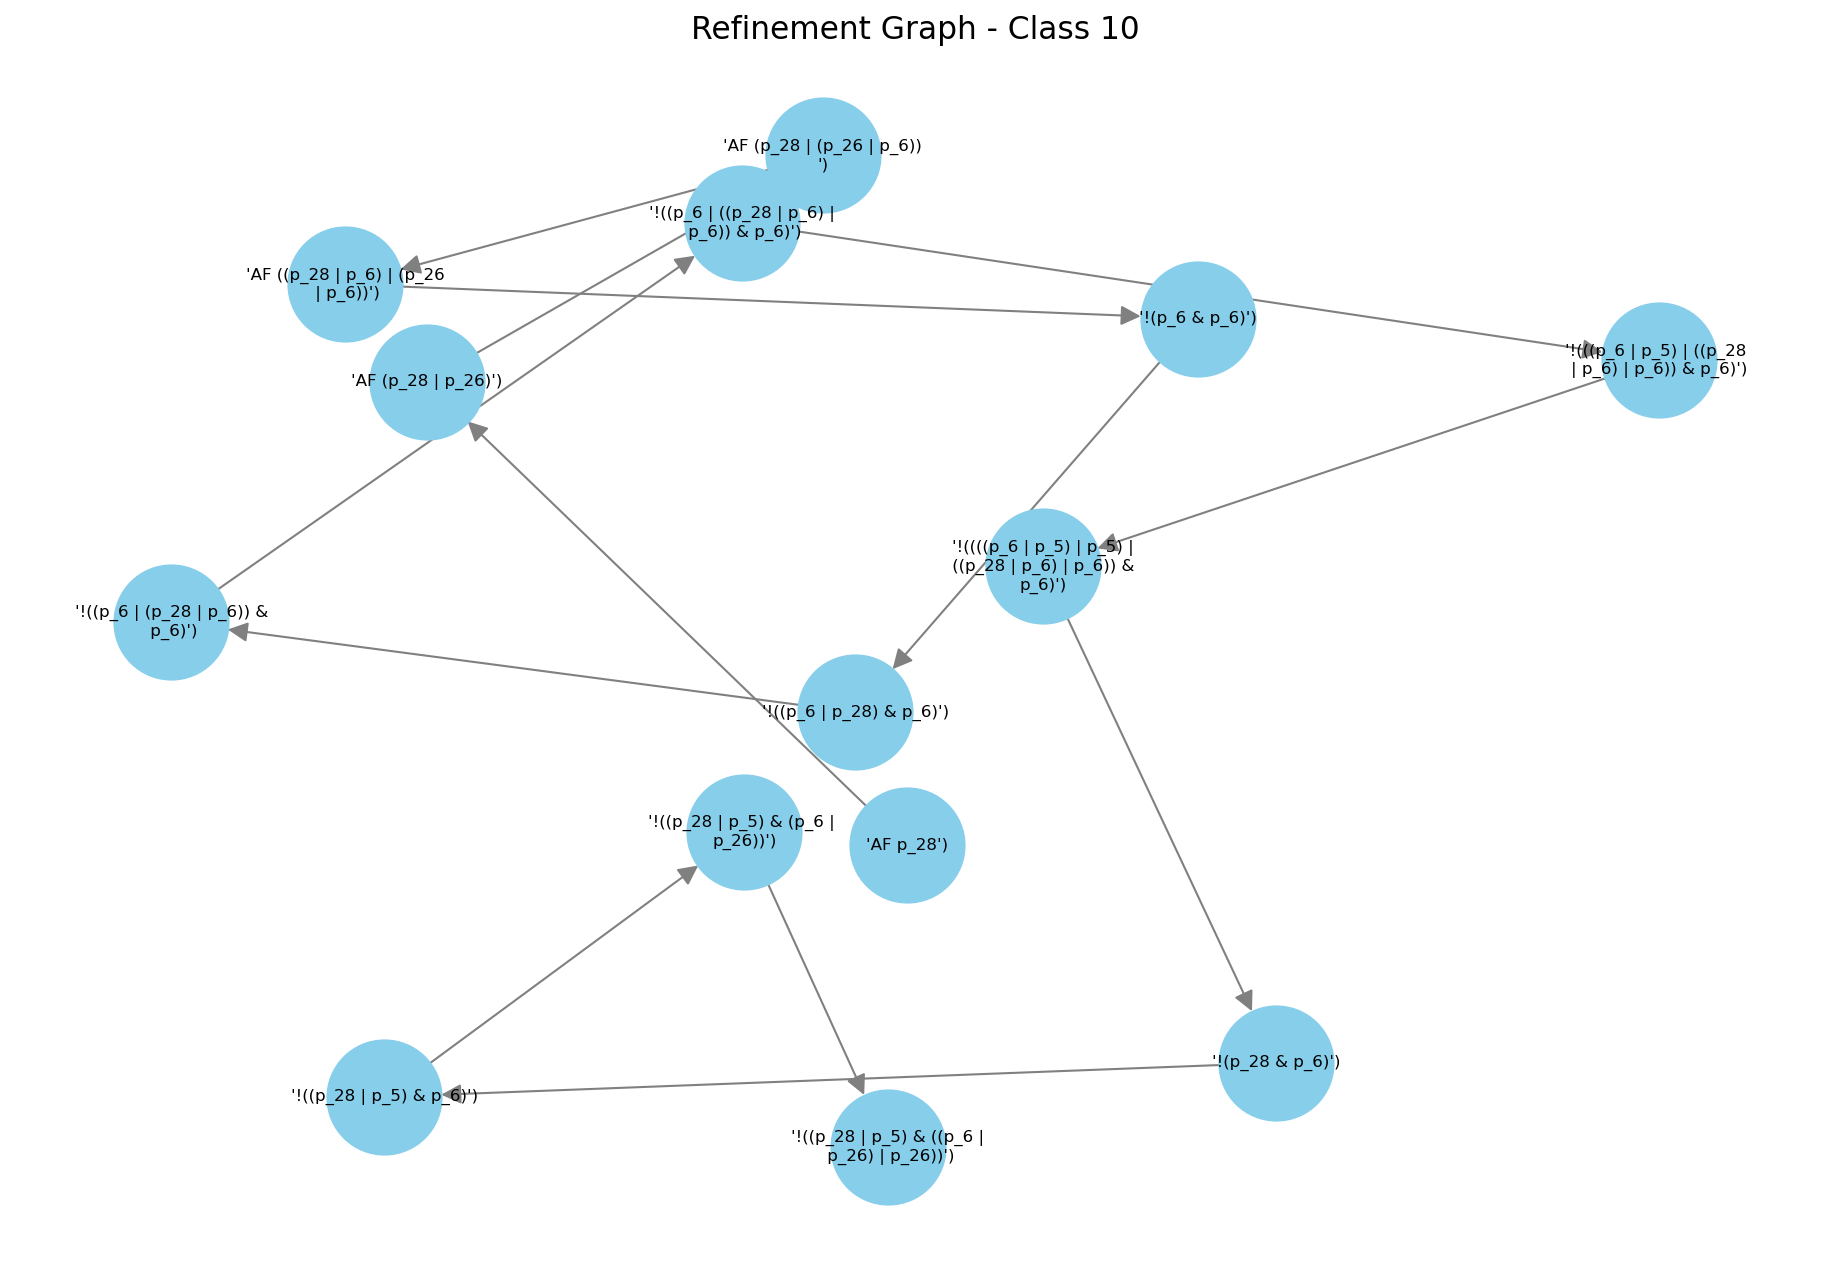 Refinement Graph - Class 10
'AF (p_28 | (p_26 | p_6))
')
'!((p_6 | ((p_28 | p_6) |
p_6)) & p_6)')
'AF ((p_28 | p_6) | (p_26
| p_6))')
'!(p_6 & p_6)')
'!(((p_6 | p_5) | ((p_28
| p_6) | p_6)) & p_6)')
'AF (p_28 | p_26)')
'!((((p_6 | p_5) | p_5) |
((p_28 | p_6) | p_6)) &
p_6)')
'!((p_6 | (p_28 | p_6)) &
p_6)')
'!((p_6 | p_28) & p_6)')
'!((p_28 | p_5) & (p_6 |
p_26))')
'AF p_28')
'!(p_28 & p_6)')
'!((p_28 | p_5) & p_6)')
'!((p_28 | p_5) & ((p_6 |
p_26) | p_26))')